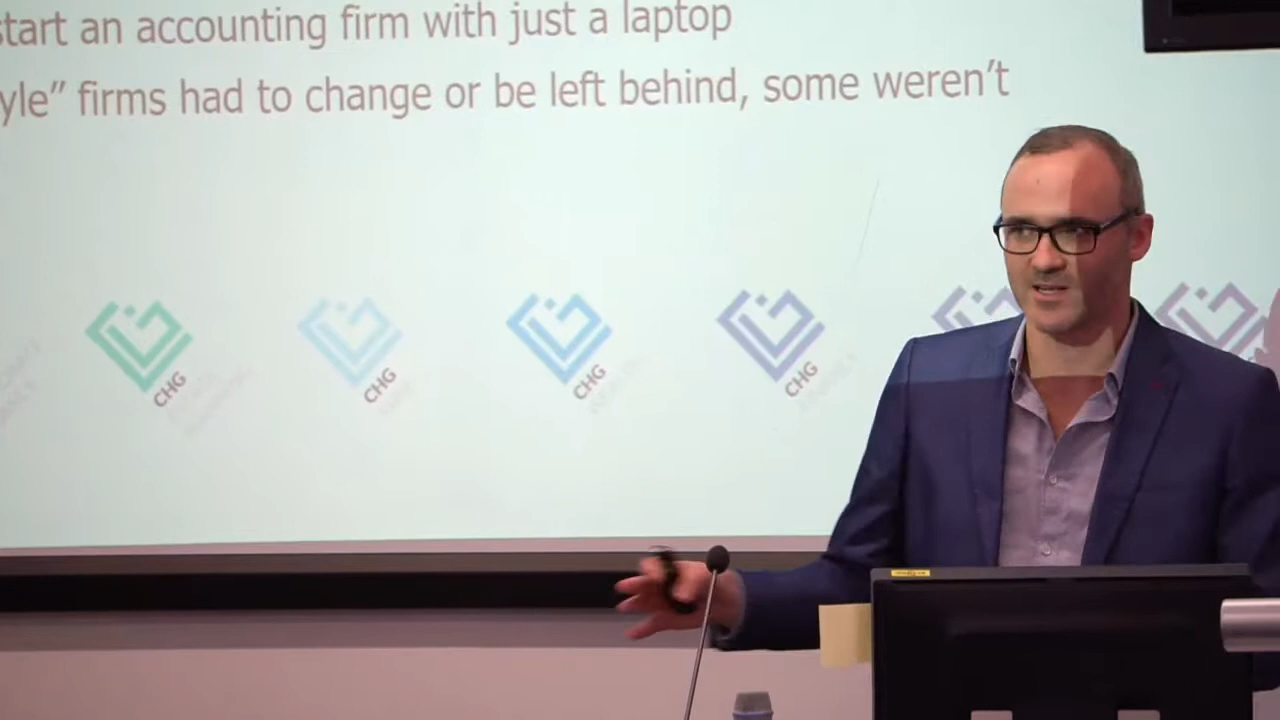 start an accounting firm with just a laptop
yle” firms had to change or be left behind, some weren’t
CHG
CHG
CHG
CHG